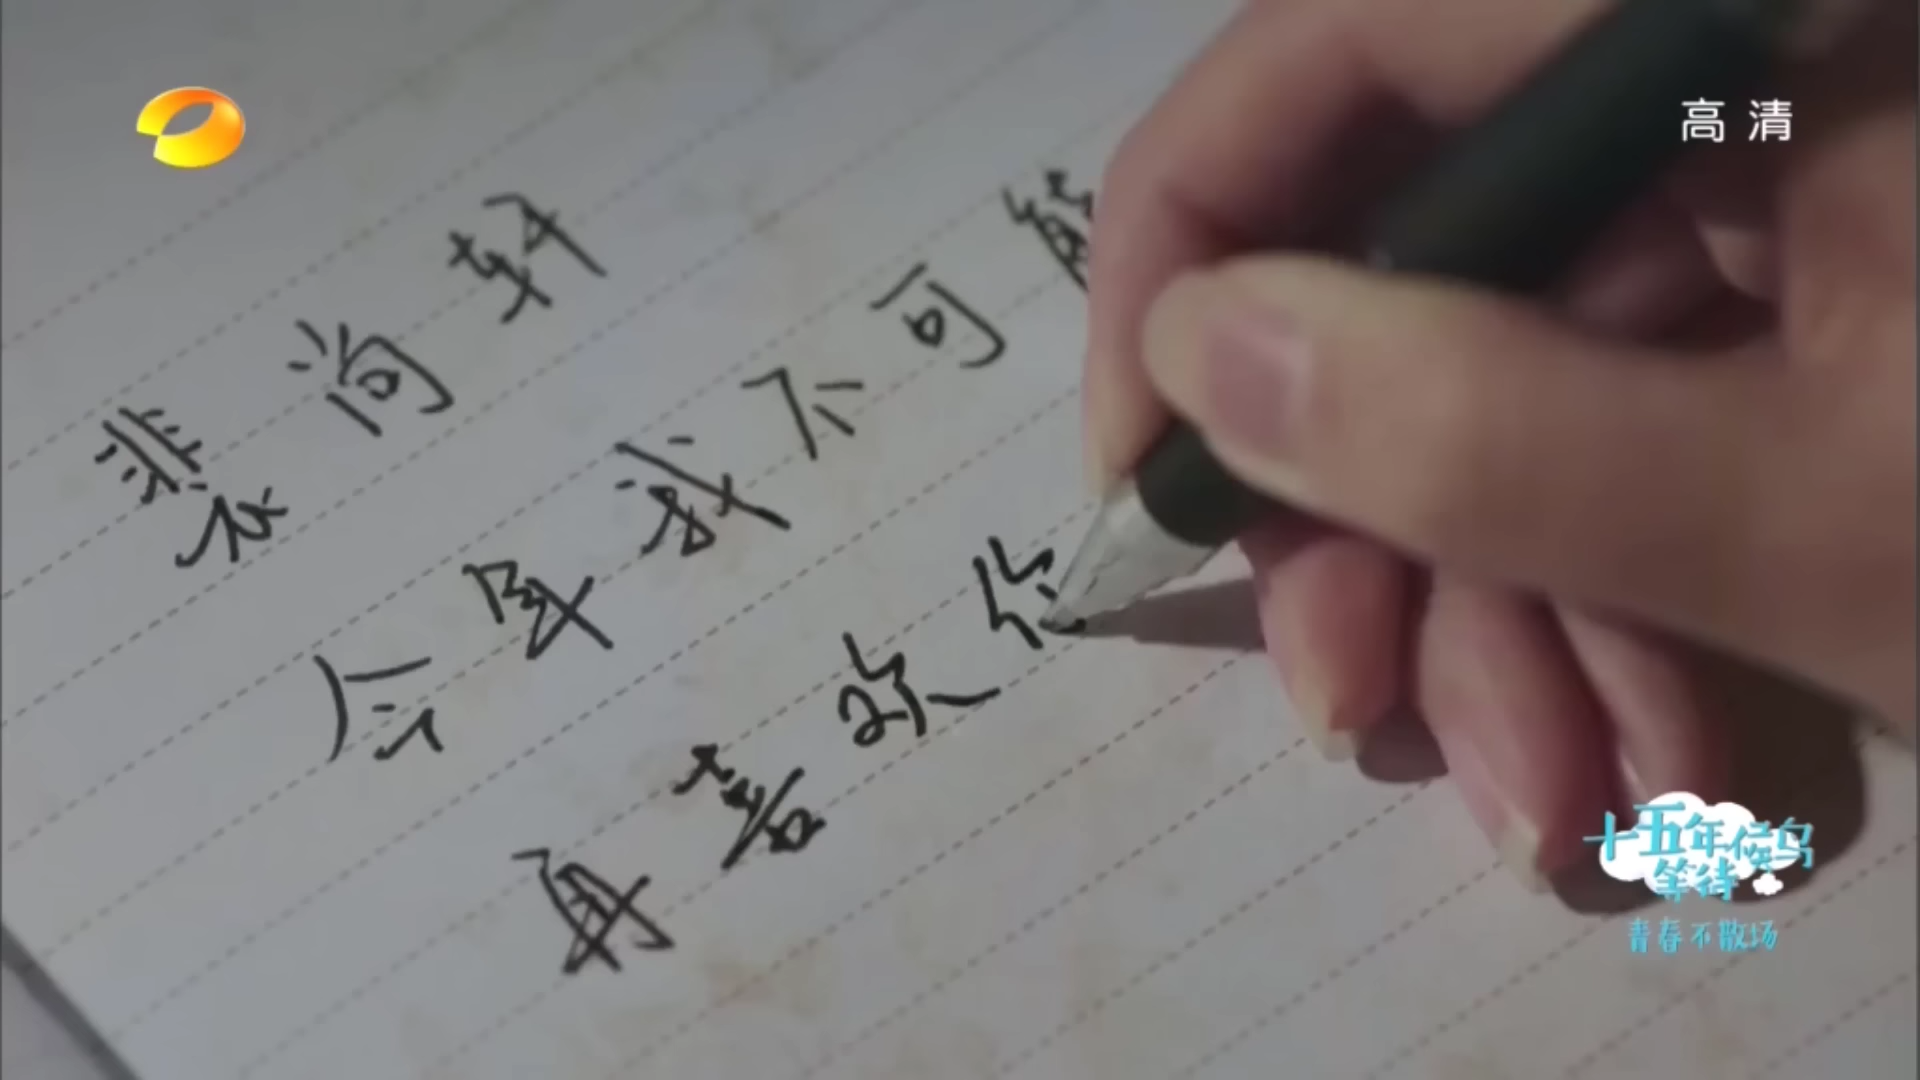 高清
裴尚轩
今年我不可能
再喜欢你
十五年
等待
候鸟
青春不散场